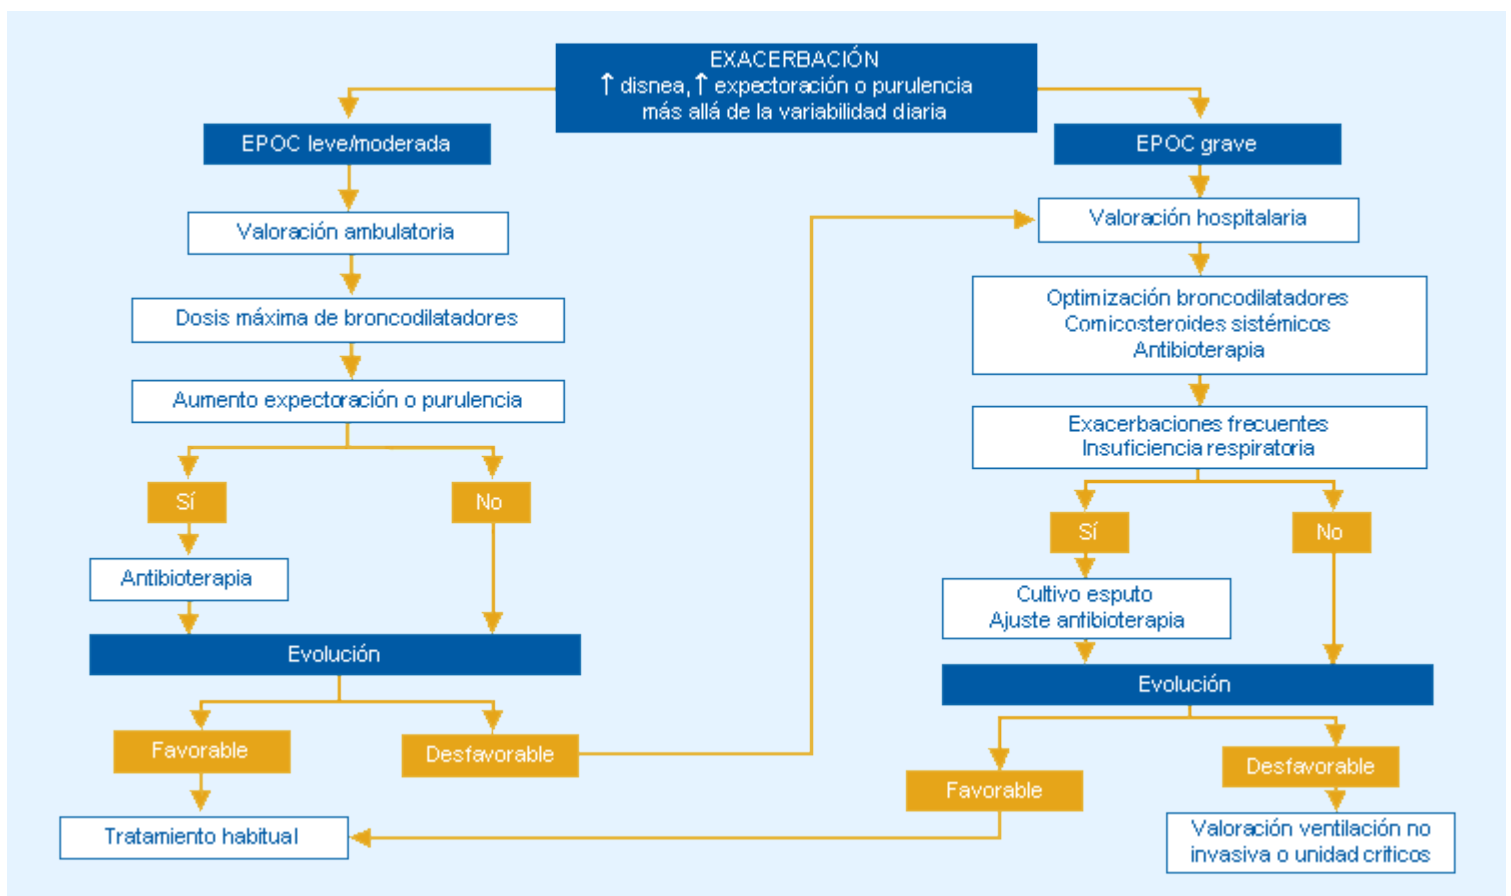 EXACERBACIÓN
↑ disnea, ↑ expectoración o purulencia
más allá de la variabilidad diaria
EPOC leve/moderada
Valoración ambulatoria
Dosis máxima de broncodilatadores
Aumento expectoración o purulencia
Sí
No
Antibioterapia
Evolución
Favorable
Desfavorable
Tratamiento habitual
EPOC grave
Valoración hospitalaria
Optimización broncodilatadores
Comicosteroides sistémicos
Antibioterapia
Exacerbaciones frecuentes
Insuficiencia respiratoria
Sí
No
Cultivo esputo
Ajuste antibioterapia
Evolución
Favorable
Desfavorable
Valoración ventilación no
invasiva o unidad críticos